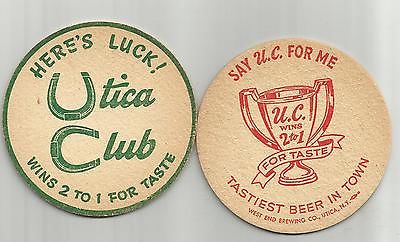 HERE'S LUCK!
Utica
Club
WINS 2 TO 1 FOR TASTE
SAY U.C. FOR ME
U.C.
WINS
2 to 1
FOR TASTE
TASTIEST BEER IN TOWN
WEST END BREWING CO., UTICA, N.Y.